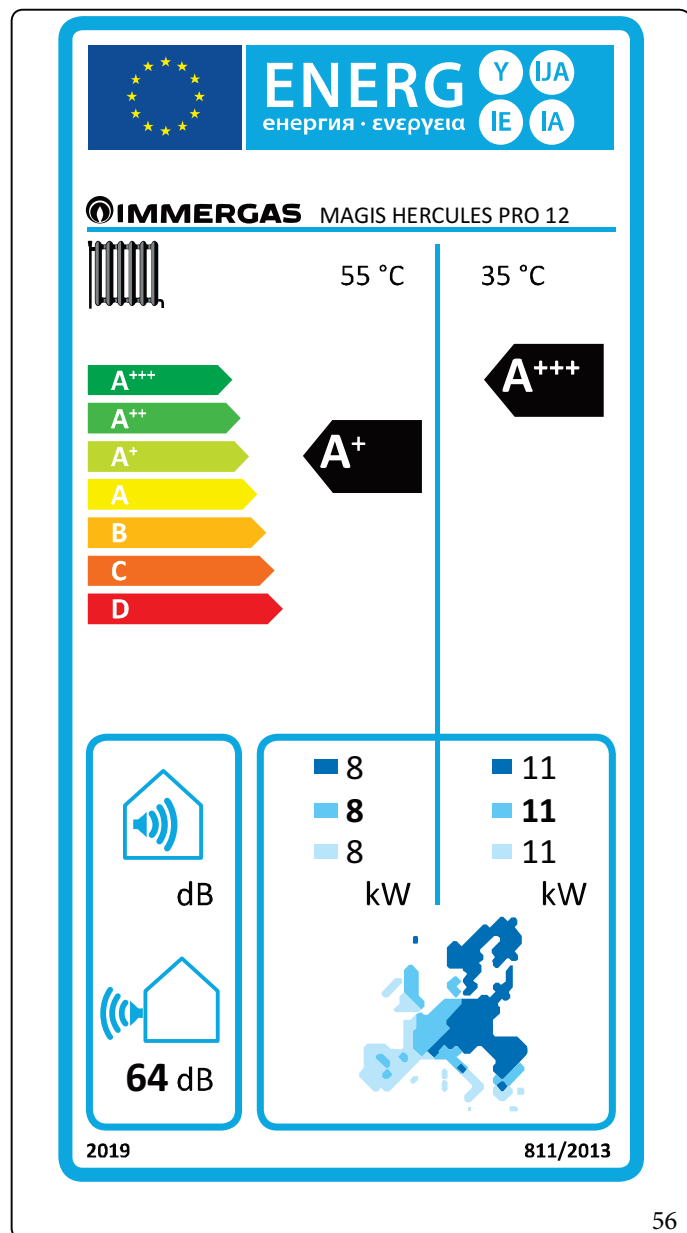 ENERG Y IJA
енергия · ενεργεια IE IA
IMMERGAS MAGIS HERCULES PRO 12
55 °C 35 °C
A+++
A+++
A++
A+
A+
A
B
C
D
8 11
8 11
8 11
dB kW kW
64 dB
2019 811/2013
56